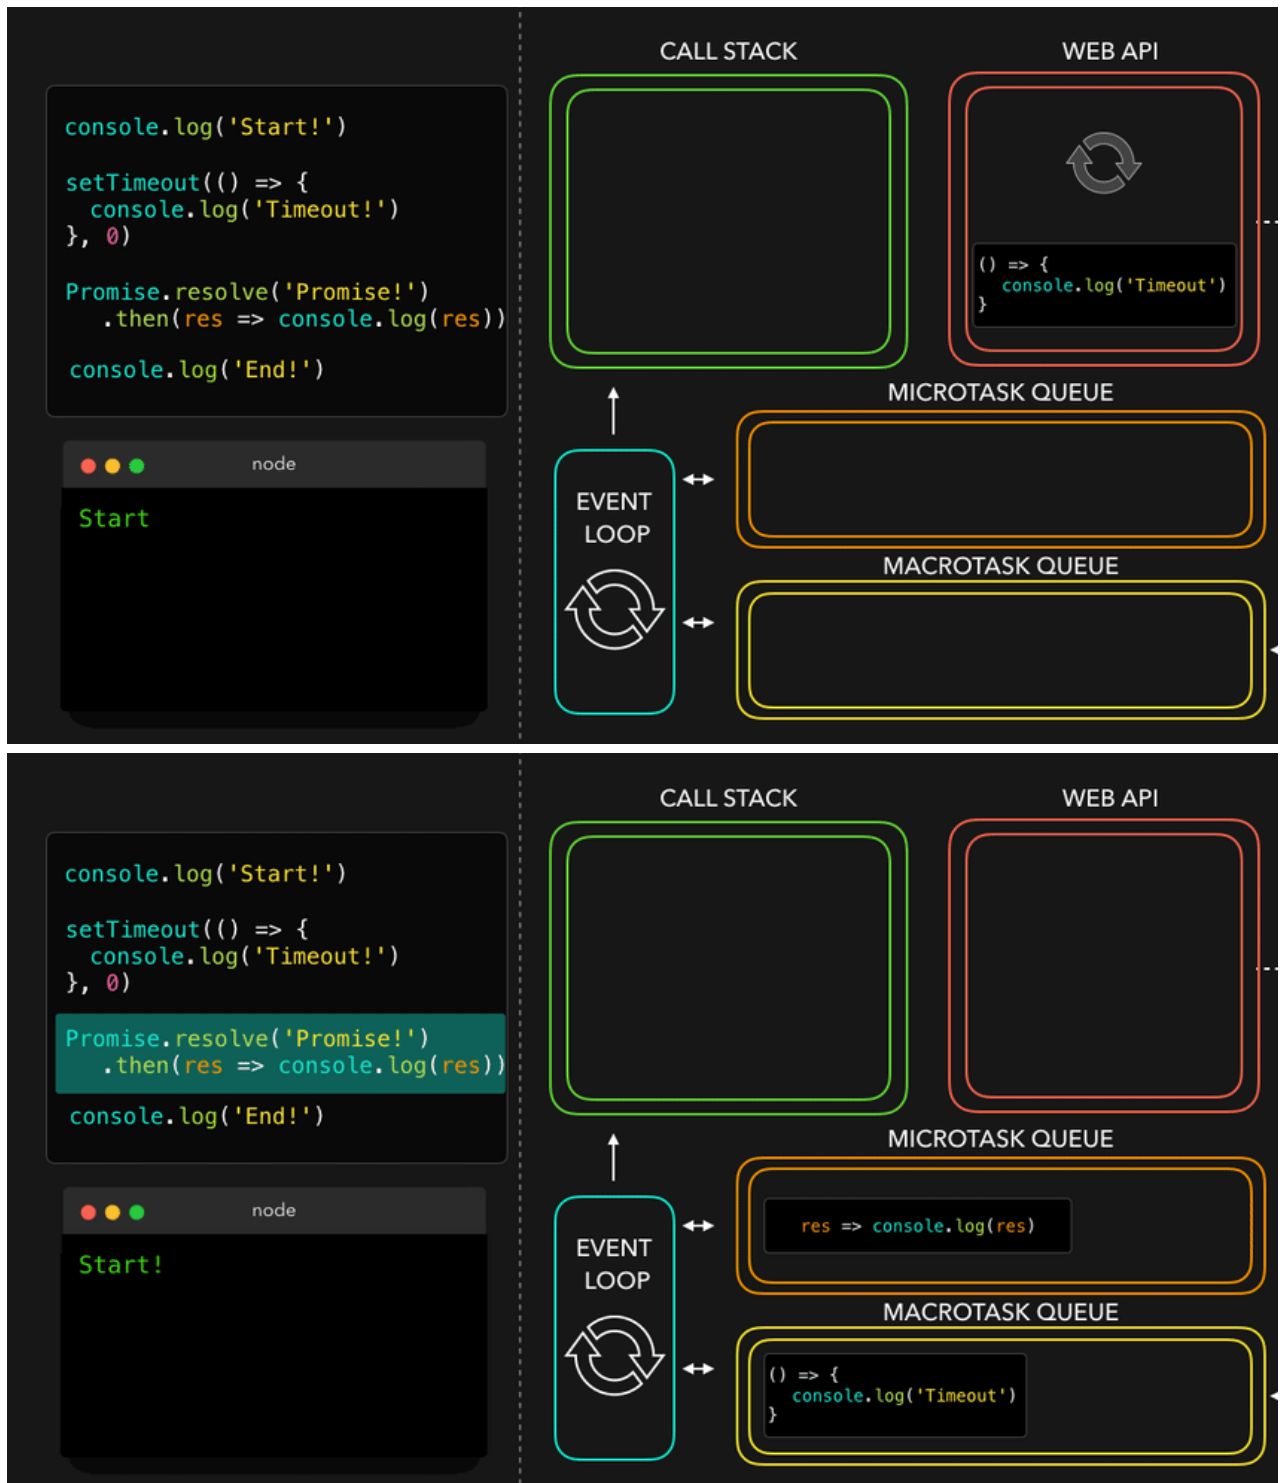 CALL STACK
WEB API
console.log('Start!')
setTimeout(() => {
  console.log('Timeout!')
}, 0)
Promise.resolve('Promise!')
   .then(res => console.log(res))
console.log('End!')
() => {
  console.log('Timeout')
}
MICROTASK QUEUE
node
Start
EVENT
LOOP
MACROTASK QUEUE
CALL STACK
WEB API
console.log('Start!')
setTimeout(() => {
  console.log('Timeout!')
}, 0)
Promise.resolve('Promise!')
   .then(res => console.log(res))
console.log('End!')
MICROTASK QUEUE
node
Start!
EVENT
LOOP
res => console.log(res)
MACROTASK QUEUE
() => {
  console.log('Timeout')
}